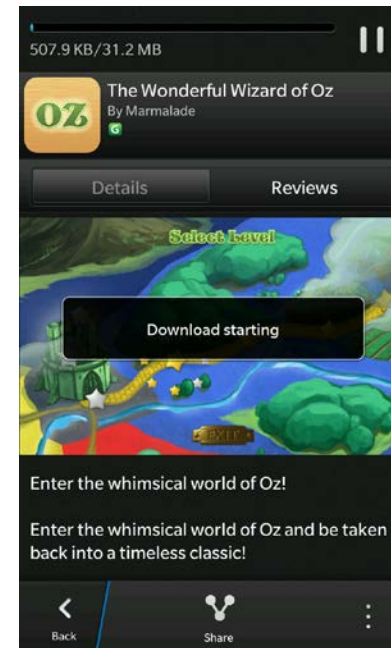 507.9 KB/31.2 MB
The Wonderful Wizard of Oz
OZ
By Marmalade
G
Details
Reviews
Select Level
Download starting
EXIT
Enter the whimsical world of Oz!
Enter the whimsical world of Oz and be taken
back into a timeless classic!
Back
Share